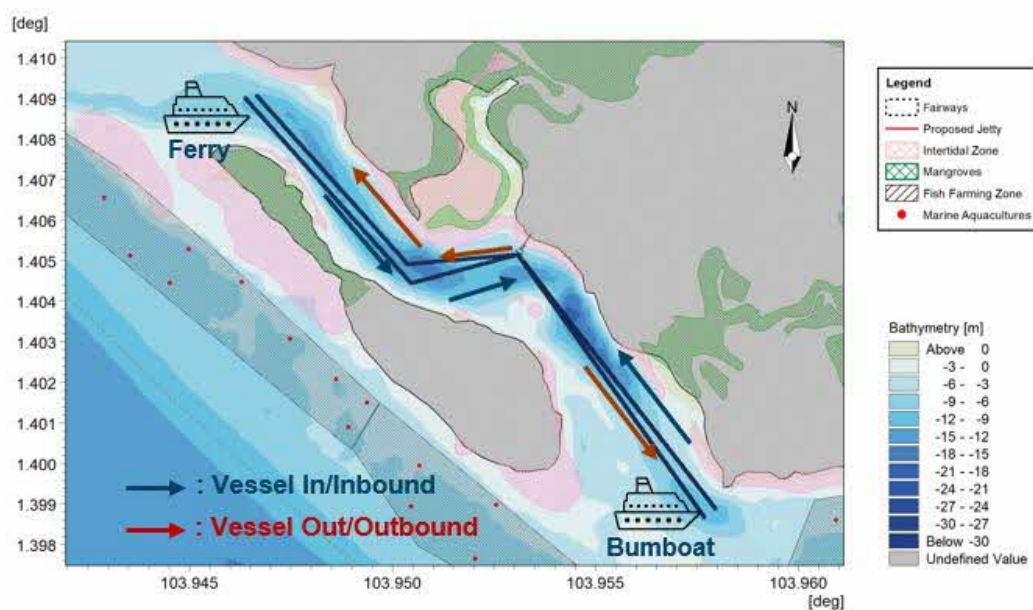 [deg]
1.410
1.409
1.408
1.407
1.406
1.405
1.404
1.403
1.402
1.401
1.400
1.399
1.398
Ferry
N
: Vessel In/Inbound
: Vessel Out/Outbound
Bumboat
103.945
103.950
103.955
103.960
[deg]
Legend
Fairways
Proposed Jetty
Intertidal Zone
Mangroves
Fish Farming Zone
Marine Aquacultures
Bathymetry [m]
Above 0
-3 - 0
-6 - -3
-9 - -6
-12 - -9
-15 - -12
-18 - -15
-21 - -18
-24 - -21
-27 - -24
-30 - -27
Below -30
Undefined Value